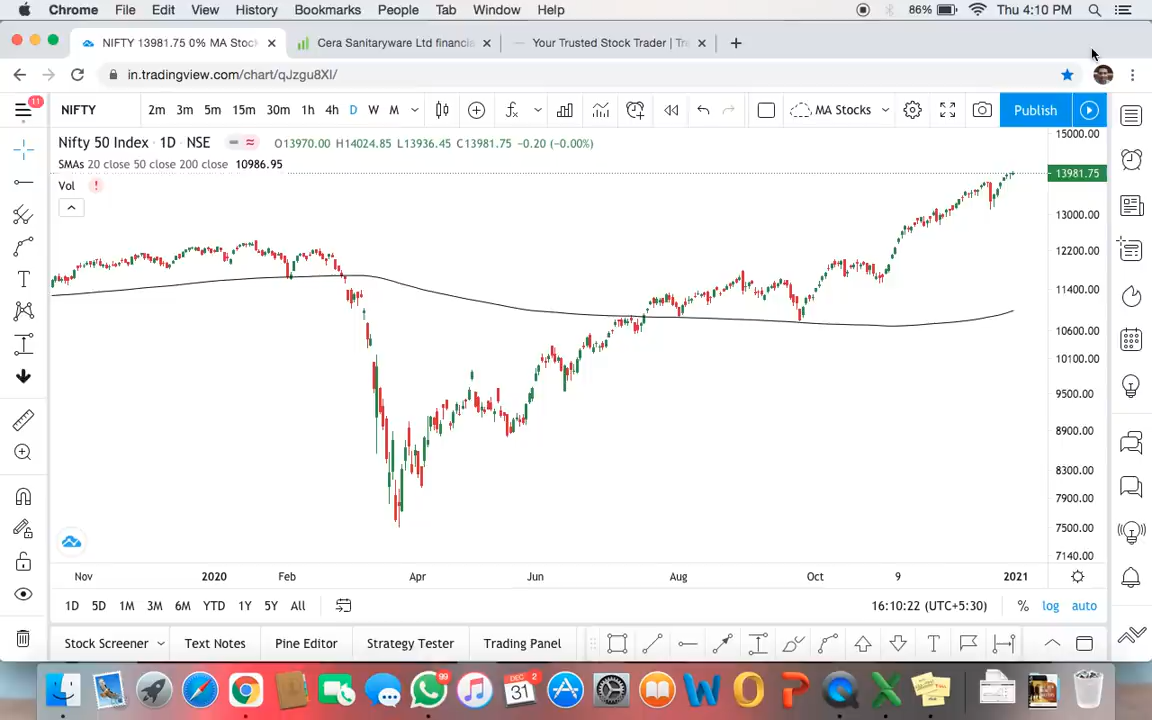 Chrome File Edit View History Bookmarks People Tab Window Help 86% Thu 4:10 PM
NIFTY 13981.75 0% MA Stoc Cera Sanitaryware Ltd financia Your Trusted Stock Trader | Tra
in.tradingview.com/chart/qJzgu8Xl/
11
NIFTY 2m 3m 5m 15m 30m 1h 4h D W M MA Stocks Publish
Nifty 50 Index · 1D · NSE O13970.00 H14024.85 L13936.45 C13981.75 -0.20 (-0.00%)
SMAs 20 close 50 close 200 close 10986.95
Vol !
15000.00
13981.75
13000.00
12200.00
11400.00
10600.00
10100.00
9500.00
8900.00
8300.00
7900.00
7500.00
7140.00
Nov 2020 Feb Apr Jun Aug Oct 9 2021
1D 5D 1M 3M 6M YTD 1Y 5Y All 16:10:22 (UTC+5:30) % log auto
Stock Screener Text Notes Pine Editor Strategy Tester Trading Panel
99 DEC 31 2